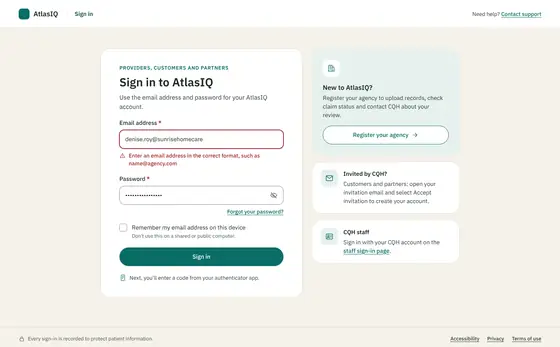 AtlasIQ
Sign in
Need help? Contact support
PROVIDERS, CUSTOMERS AND PARTNERS
Sign in to AtlasIQ
Use the email address and password for your AtlasIQ
account.
Email address *
denise.roy@sunrisehomecare
Enter an email address in the correct format, such as
name@agency.com
Password *
••••••••••••••••
Forgot your password?
Remember my email address on this device
Don't use this on a shared or public computer.
Sign in
Next, you'll enter a code from your authenticator app.
New to AtlasIQ?
Register your agency to upload records, check
claim status and contact CQH about your
review.
Register your agency →
Invited by CQH?
Customers and partners: open your
invitation email and select Accept
invitation to create your account.
CQH staff
Sign in with your CQH account on the
staff sign-in page.
Every sign-in is recorded to protect patient information.
Accessibility
Privacy
Terms of use